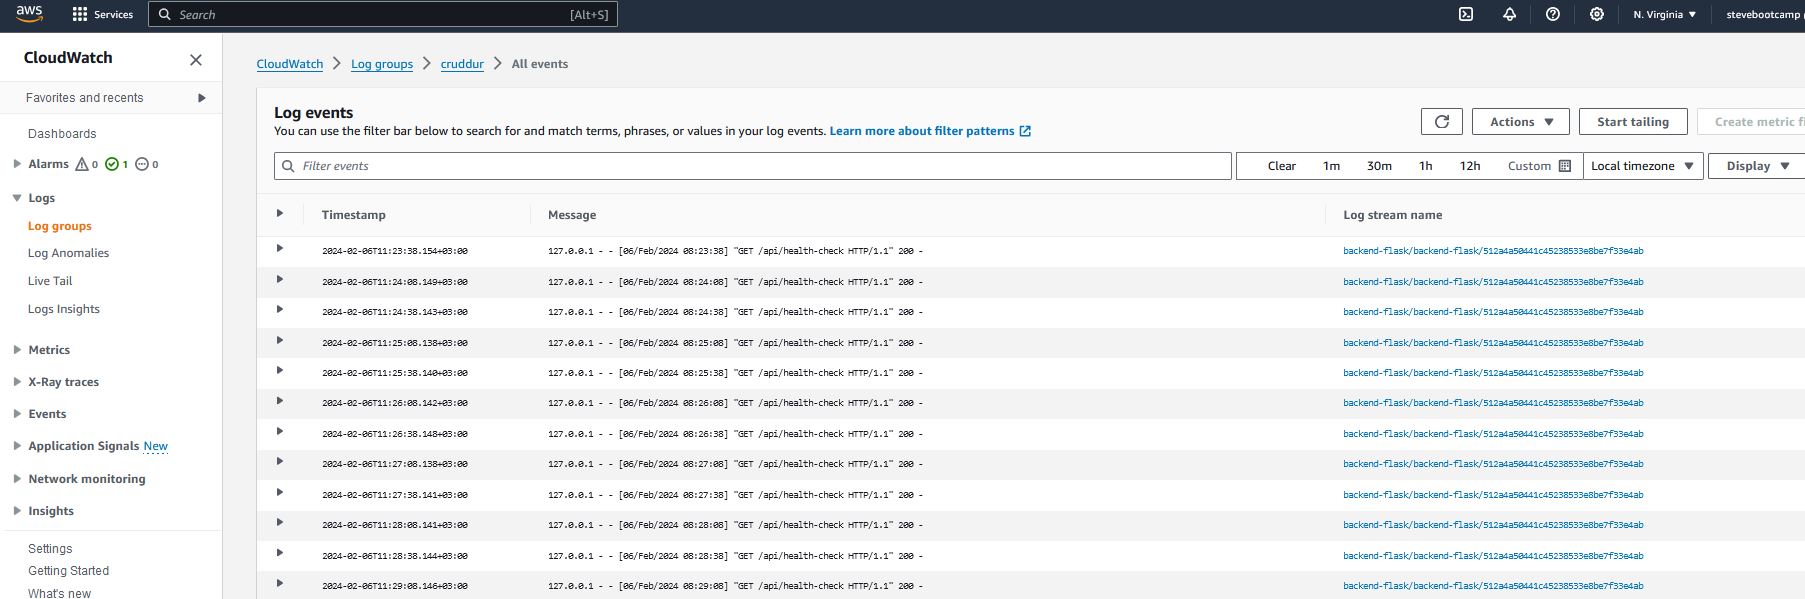 aws
Services
Search
[Alt+S]
N. Virginia
stevebootcamp
CloudWatch
Favorites and recents
Dashboards
Alarms 0 1 0
Logs
Log groups
Log Anomalies
Live Tail
Logs Insights
Metrics
X-Ray traces
Events
Application Signals New
Network monitoring
Insights
Settings
Getting Started
What's new
CloudWatch > Log groups > cruddur > All events
Log events
You can use the filter bar below to search for and match terms, phrases, or values in your log events. Learn more about filter patterns
Actions
Start tailing
Create metric fi
Filter events
Clear 1m 30m 1h 12h Custom
Local timezone
Display
Timestamp Message Log stream name
2024-02-06T11:23:38.154+03:00 127.0.0.1 - - [06/Feb/2024 08:23:38] "GET /api/health-check HTTP/1.1" 200 - backend-flask/backend-flask/512a4a50441c45238533e8be7f33e4ab
2024-02-06T11:24:08.149+03:00 127.0.0.1 - - [06/Feb/2024 08:24:08] "GET /api/health-check HTTP/1.1" 200 - backend-flask/backend-flask/512a4a50441c45238533e8be7f33e4ab
2024-02-06T11:24:38.143+03:00 127.0.0.1 - - [06/Feb/2024 08:24:38] "GET /api/health-check HTTP/1.1" 200 - backend-flask/backend-flask/512a4a50441c45238533e8be7f33e4ab
2024-02-06T11:25:08.138+03:00 127.0.0.1 - - [06/Feb/2024 08:25:08] "GET /api/health-check HTTP/1.1" 200 - backend-flask/backend-flask/512a4a50441c45238533e8be7f33e4ab
2024-02-06T11:25:38.140+03:00 127.0.0.1 - - [06/Feb/2024 08:25:38] "GET /api/health-check HTTP/1.1" 200 - backend-flask/backend-flask/512a4a50441c45238533e8be7f33e4ab
2024-02-06T11:26:08.142+03:00 127.0.0.1 - - [06/Feb/2024 08:26:08] "GET /api/health-check HTTP/1.1" 200 - backend-flask/backend-flask/512a4a50441c45238533e8be7f33e4ab
2024-02-06T11:26:38.148+03:00 127.0.0.1 - - [06/Feb/2024 08:26:38] "GET /api/health-check HTTP/1.1" 200 - backend-flask/backend-flask/512a4a50441c45238533e8be7f33e4ab
2024-02-06T11:27:08.138+03:00 127.0.0.1 - - [06/Feb/2024 08:27:08] "GET /api/health-check HTTP/1.1" 200 - backend-flask/backend-flask/512a4a50441c45238533e8be7f33e4ab
2024-02-06T11:27:38.141+03:00 127.0.0.1 - - [06/Feb/2024 08:27:38] "GET /api/health-check HTTP/1.1" 200 - backend-flask/backend-flask/512a4a50441c45238533e8be7f33e4ab
2024-02-06T11:28:08.141+03:00 127.0.0.1 - - [06/Feb/2024 08:28:08] "GET /api/health-check HTTP/1.1" 200 - backend-flask/backend-flask/512a4a50441c45238533e8be7f33e4ab
2024-02-06T11:28:38.144+03:00 127.0.0.1 - - [06/Feb/2024 08:28:38] "GET /api/health-check HTTP/1.1" 200 - backend-flask/backend-flask/512a4a50441c45238533e8be7f33e4ab
2024-02-06T11:29:08.146+03:00 127.0.0.1 - - [06/Feb/2024 08:29:08] "GET /api/health-check HTTP/1.1" 200 - backend-flask/backend-flask/512a4a50441c45238533e8be7f33e4ab